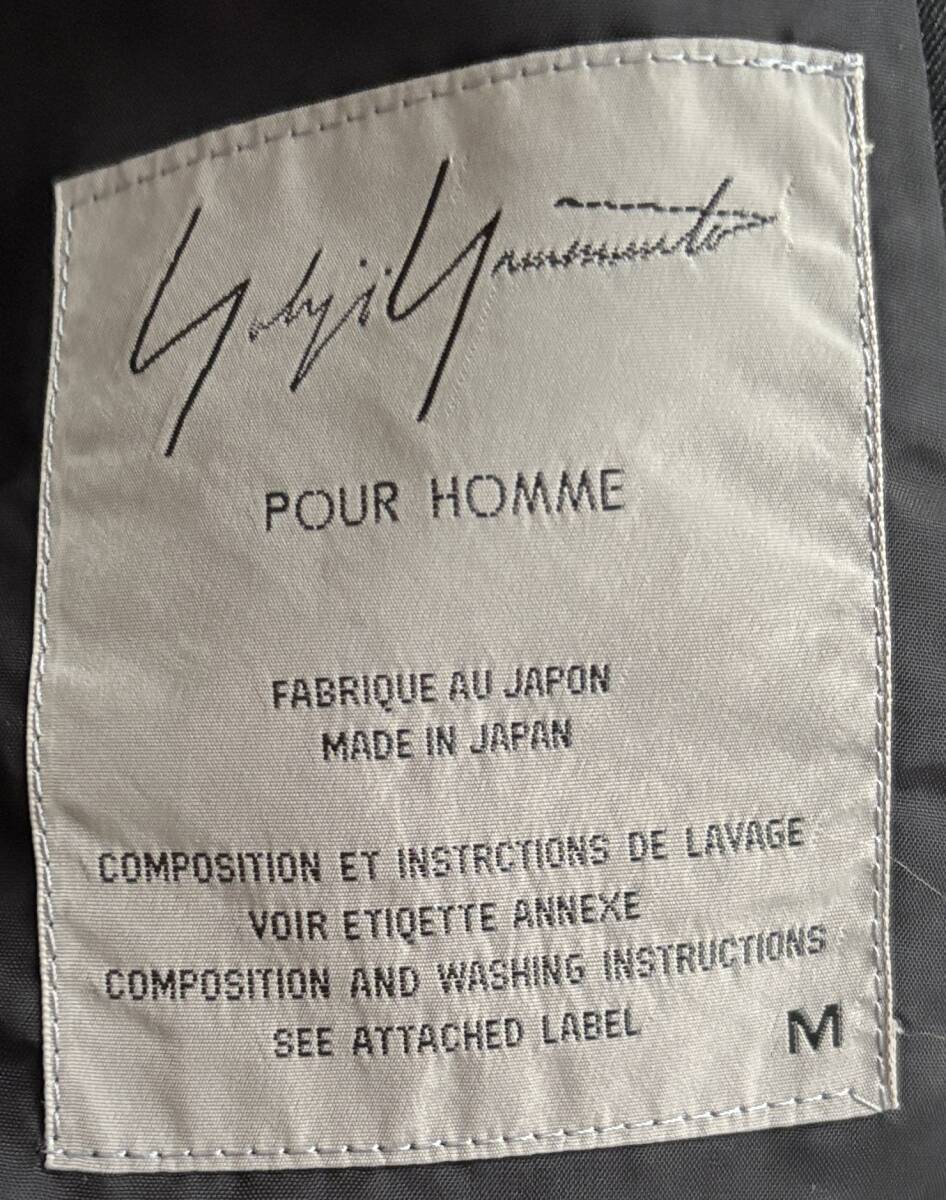 Yohji Yamamoto
POUR HOMME
FABRIQUE AU JAPON
MADE IN JAPAN
COMPOSITION ET INSTRCTIONS DE LAVAGE
VOIR ETIQETTE ANNEXE
COMPOSITION AND WASHING INSTRUCTIONS
SEE ATTACHED LABEL
M